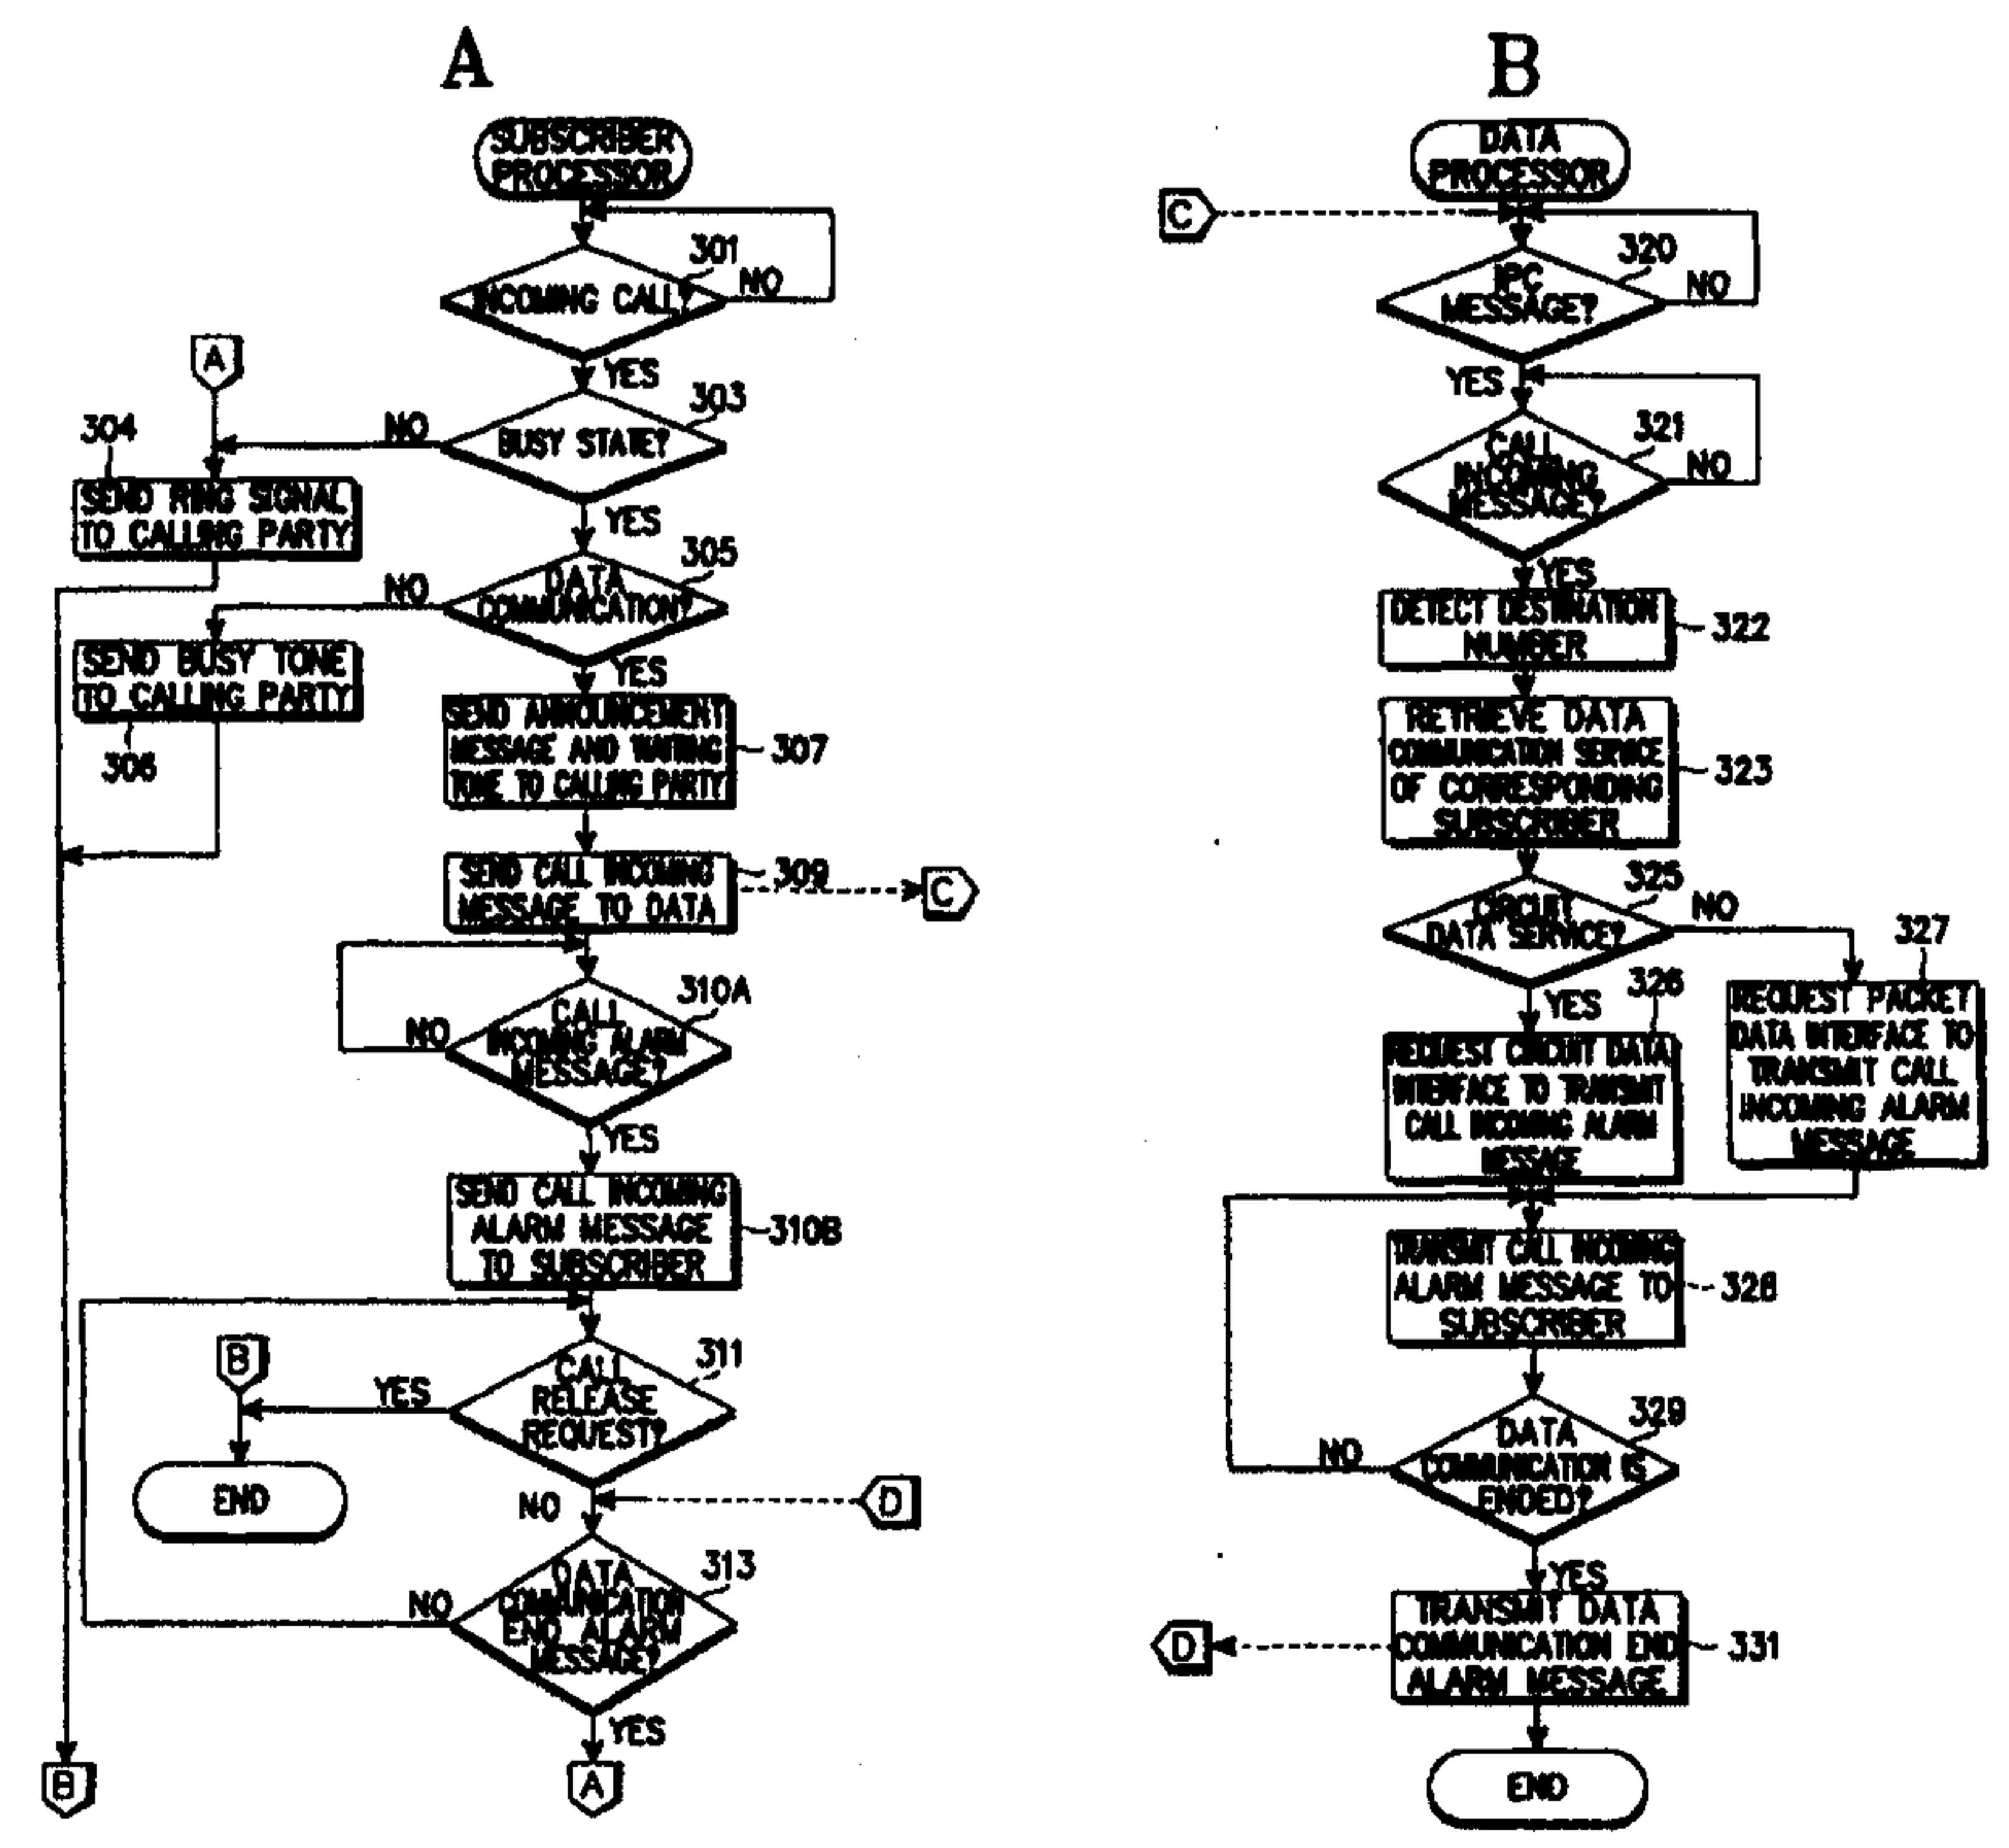 A
SUBSCRIBER
PROCESSOR
301
INCOMING CALL?
NO
YES
A
303
BUSY STATE?
NO
304
SEND RING SIGNAL
TO CALLING PARTY
YES
305
DATA
COMMUNICATION?
NO
SEND BUSY TONE
TO CALLING PARTY
306
YES
SEND ANNOUNCEMENT
MESSAGE AND WAITING
TONE TO CALLING PARTY
307
SEND CALL INCOMING
MESSAGE TO DATA
309
C
310A
CALL
INCOMING ALARM
MESSAGE?
NO
YES
SEND CALL INCOMING
ALARM MESSAGE
TO SUBSCRIBER
310B
B
311
CALL
RELEASE
REQUEST?
YES
END
NO
D
313
DATA
COMMUNICATION
END ALARM
MESSAGE?
NO
YES
B
A
B
DATA
PROCESSOR
C
320
IPC
MESSAGE?
NO
YES
321
CALL
INCOMING
MESSAGE?
NO
YES
DETECT DESTINATION
NUMBER
322
RETRIEVE DATA
COMMUNICATION SERVICE
OF CORRESPONDING
SUBSCRIBER
323
325
CIRCUIT
DATA SERVICE?
NO
YES
326
REQUEST CIRCUIT DATA
INTERFACE TO TRANSMIT
CALL INCOMING ALARM
MESSAGE
327
REQUEST PACKET
DATA INTERFACE TO
TRANSMIT CALL
INCOMING ALARM
MESSAGE
TRANSMIT CALL INCOMING
ALARM MESSAGE TO
SUBSCRIBER
328
329
DATA
COMMUNICATION IS
ENDED?
NO
YES
TRANSMIT DATA
COMMUNICATION END
ALARM MESSAGE
331
D
END